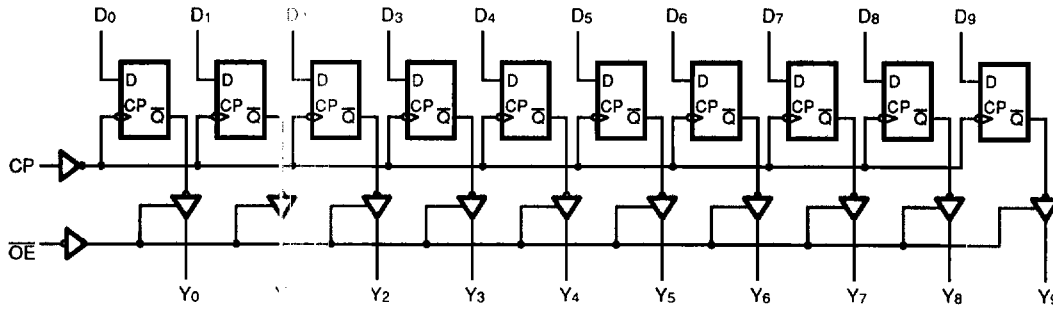 D0 D1 D D3 D4 D5 D6 D7 D8 D9
D D D D D D D D D D
CP CP CP CP CP CP CP CP CP CP
Q̅ Q̅ Q̅ Q̅ Q̅ Q̅ Q̅ Q̅ Q̅ Q̅
CP
O̅E̅
Y0 Y2 Y3 Y4 Y5 Y6 Y7 Y8 Y9